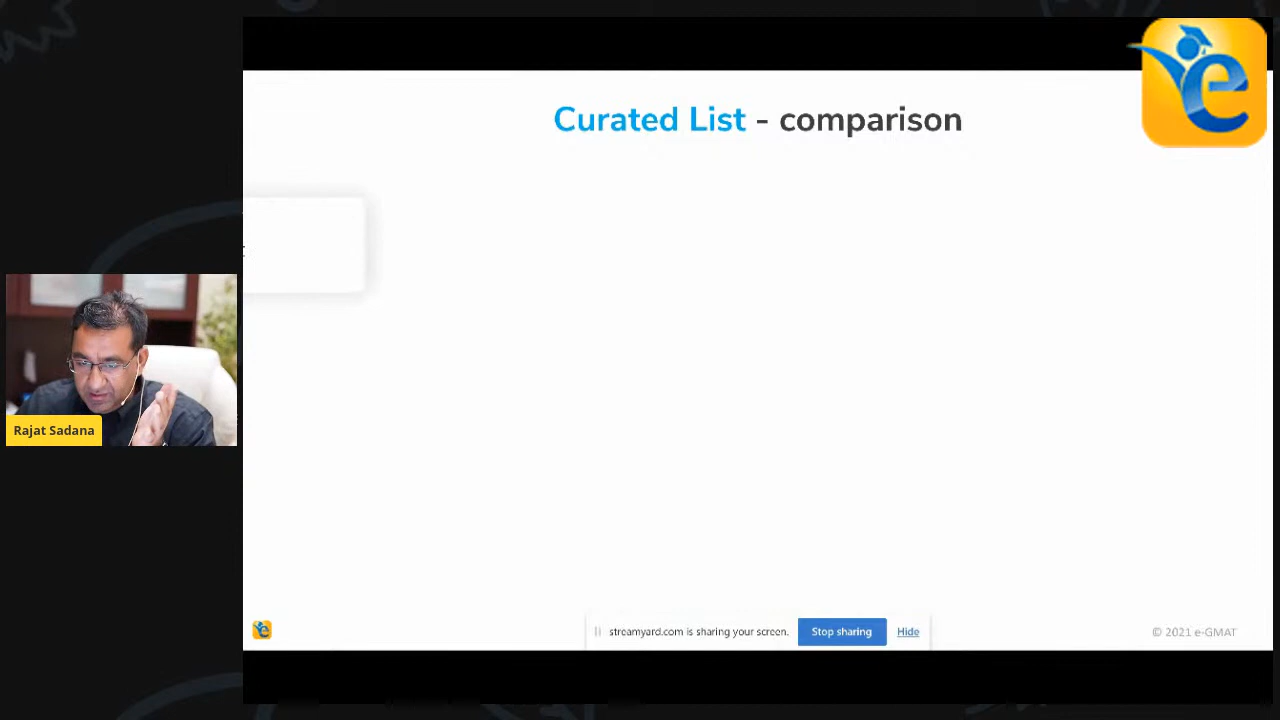 Curated List - comparison
Rajat Sadana
streamyard.com is sharing your screen.
Stop sharing
Hide
© 2021 e-GMAT